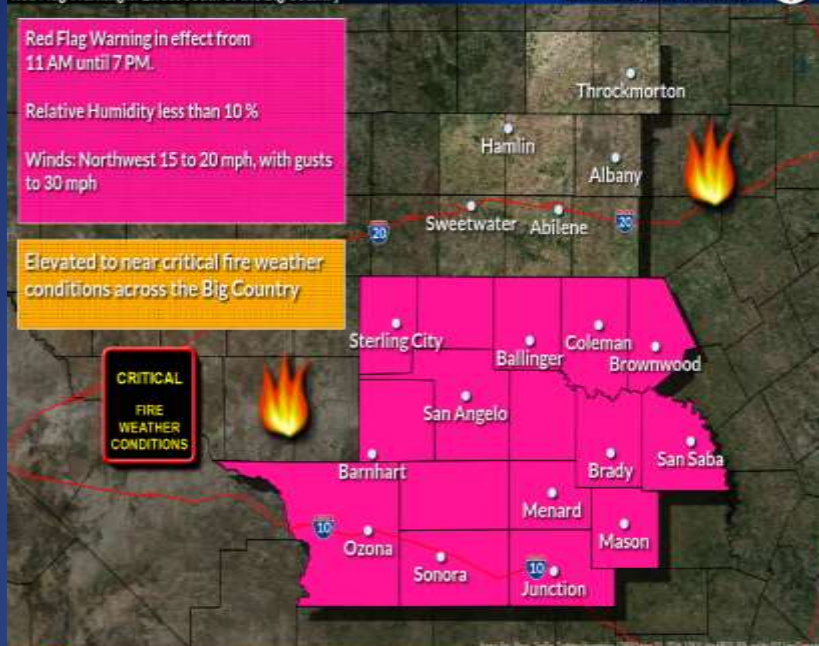 Red Flag Warning in effect from
11 AM until 7 PM.
Relative Humidity less than 10 %
Winds: Northwest 15 to 20 mph, with gusts
to 30 mph
Elevated to near critical fire weather
conditions across the Big Country
CRITICAL
FIRE
WEATHER
CONDITIONS
Throckmorton
Hamlin
Albany
Sweetwater
Abilene
20
20
Sterling City
Ballinger
Coleman
Brownwood
San Angelo
Barnhart
Brady
San Saba
Menard
Mason
10
Ozona
Sonora
10
Junction